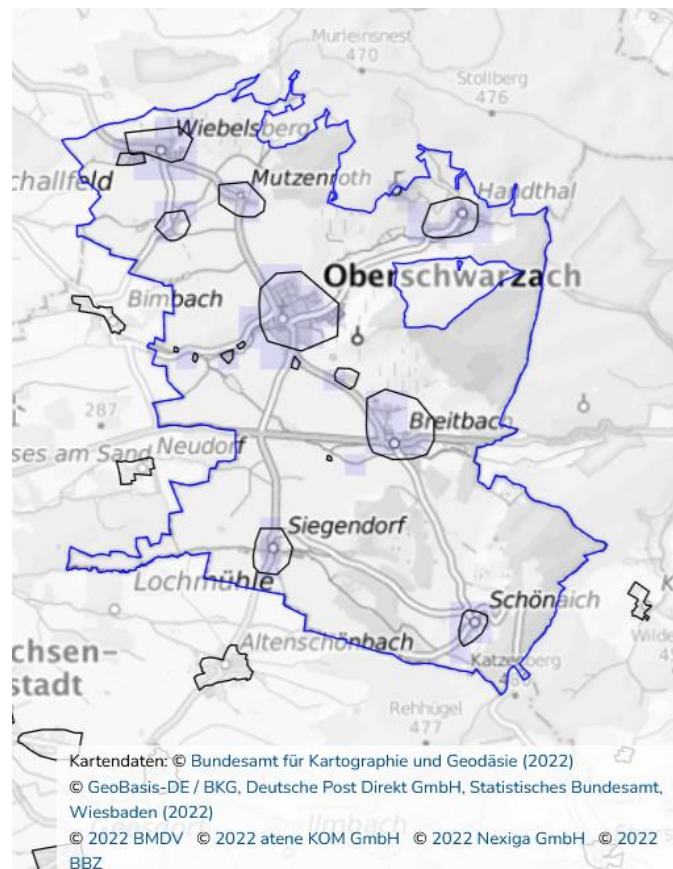 Murleinsnest
470
Stollberg
476
Wiebelsberg
challfeld
Mutzenroth
Handthal
Oberschwarzach
Bimbach
287
Breitbach
ses am Sand
Neudorf
Siegendorf
Lochmühle
Schönaich
Altenschönbach
chsen-
stadt
Katzenberg
Wilde
Rehhügel
477
Kartendaten: © Bundesamt für Kartographie und Geodäsie (2022)
© GeoBasis-DE / BKG, Deutsche Post Direkt GmbH, Statistisches Bundesamt,
Wiesbaden (2022)
© 2022 BMDV © 2022 atene KOM GmbH © 2022 Nexiga GmbH © 2022
BBZ